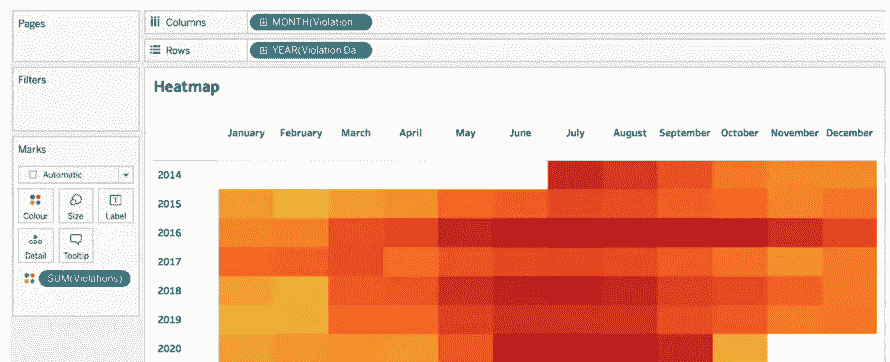 Pages
Columns
MONTH(Violation
Rows
YEAR(Violation Da
Filters
Heatmap
January February March April May June July August September October November December
Marks
Automatic
Colour Size Label
Detail Tooltip
SUM(Violations)
2014
2015
2016
2017
2018
2019
2020